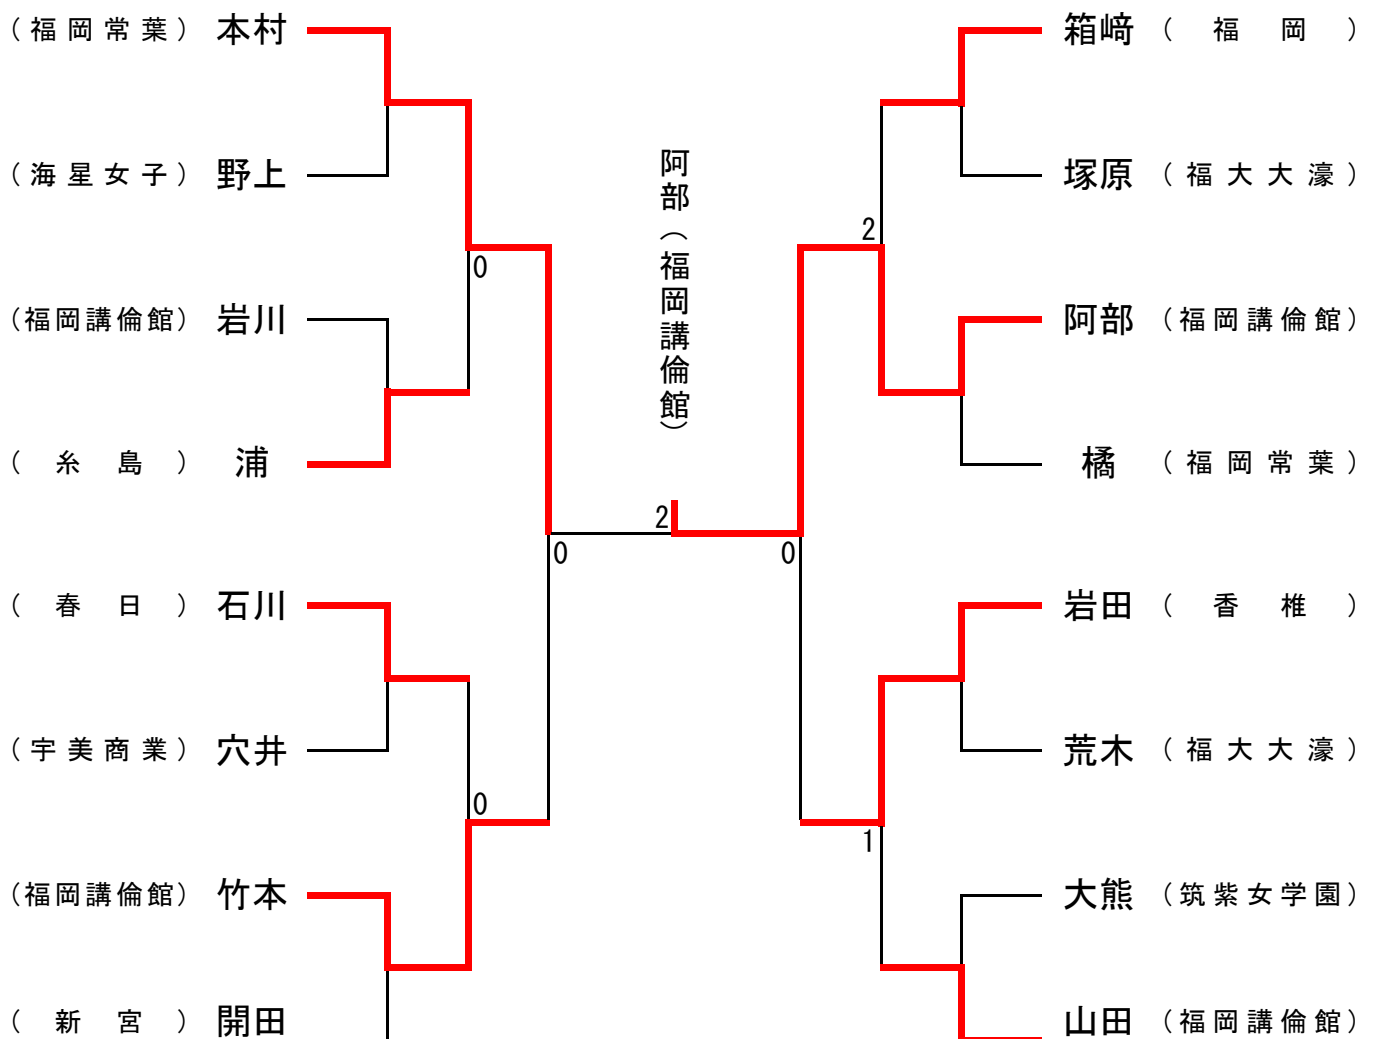 （福岡常葉） 本村
（海星女子） 野上
（福岡講倫館） 岩川
（糸島） 浦
（春日） 石川
（宇美商業） 穴井
（福岡講倫館） 竹本
（新宮） 開田
0
0
0
2
阿部（福岡講倫館）
2
0
1
箱﨑 （福岡）
塚原 （福大大濠）
阿部 （福岡講倫館）
橘 （福岡常葉）
岩田 （香椎）
荒木 （福大大濠）
大熊 （筑紫女学園）
山田 （福岡講倫館）